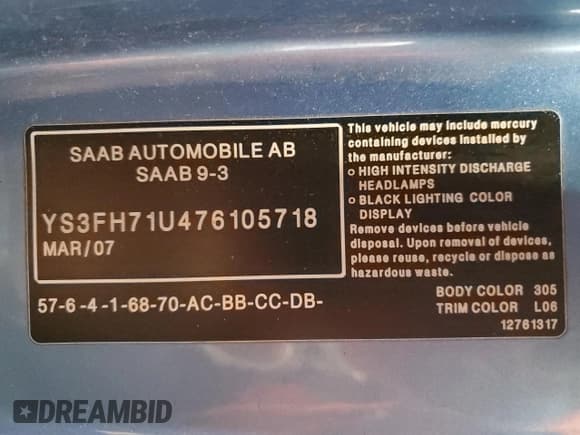 SAAB AUTOMOBILE AB
SAAB 9-3
YS3FH71U476105718
MAR/07
57-6-4-1-68-70-AC-BB-CC-DB-
This vehicle may include mercury
containing devices installed by
the manufacturer:
o HIGH INTENSITY DISCHARGE
HEADLAMPS
o BLACK LIGHTING COLOR
DISPLAY
Remove devices before vehicle
disposal. Upon removal of devices,
please reuse, recycle or dispose as
hazardous waste.
BODY COLOR 305
TRIM COLOR L06
12761317
DREAMBID